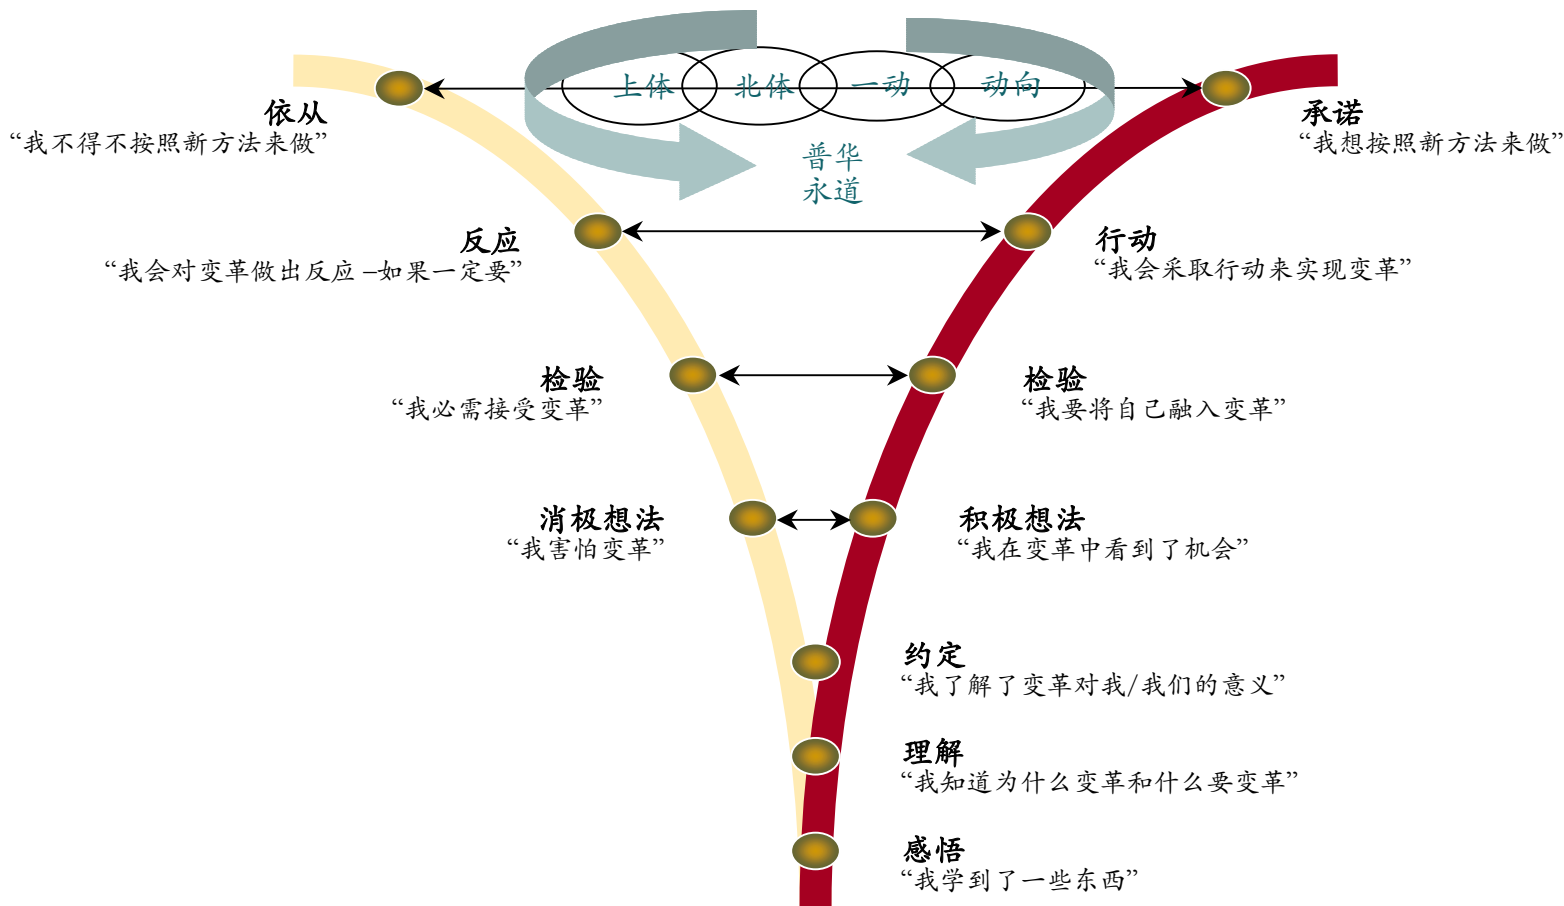 上体 北体 一动 动向
普华
永道
依从
“我不得不按照新方法来做”
承诺
“我想按照新方法来做”
反应
“我会对变革做出反应 –如果一定要”
行动
“我会采取行动来实现变革”
检验
“我必需接受变革”
检验
“我要将自己融入变革”
消极想法
“我害怕变革”
积极想法
“我在变革中看到了机会”
约定
“我了解了变革对我/我们的意义”
理解
“我知道为什么变革和什么要变革”
感悟
“我学到了一些东西”